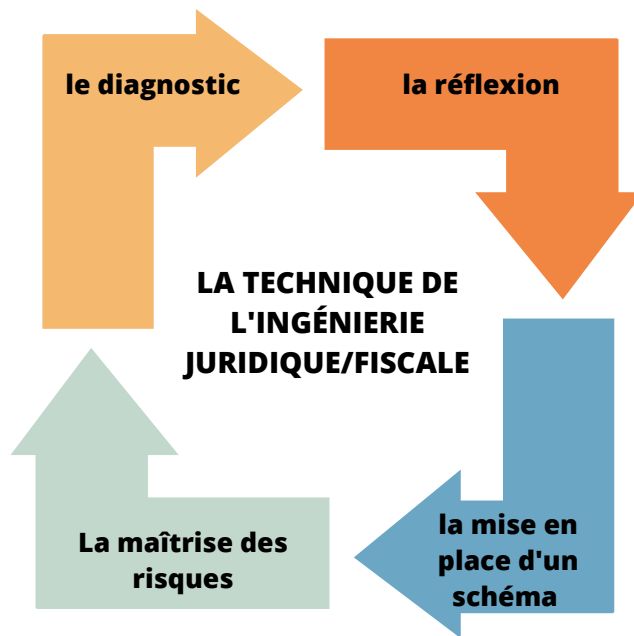 le diagnostic
la réflexion
LA TECHNIQUE DE
L'INGÉNIERIE
JURIDIQUE/FISCALE
la mise en
place d'un
schéma
La maîtrise des
risques